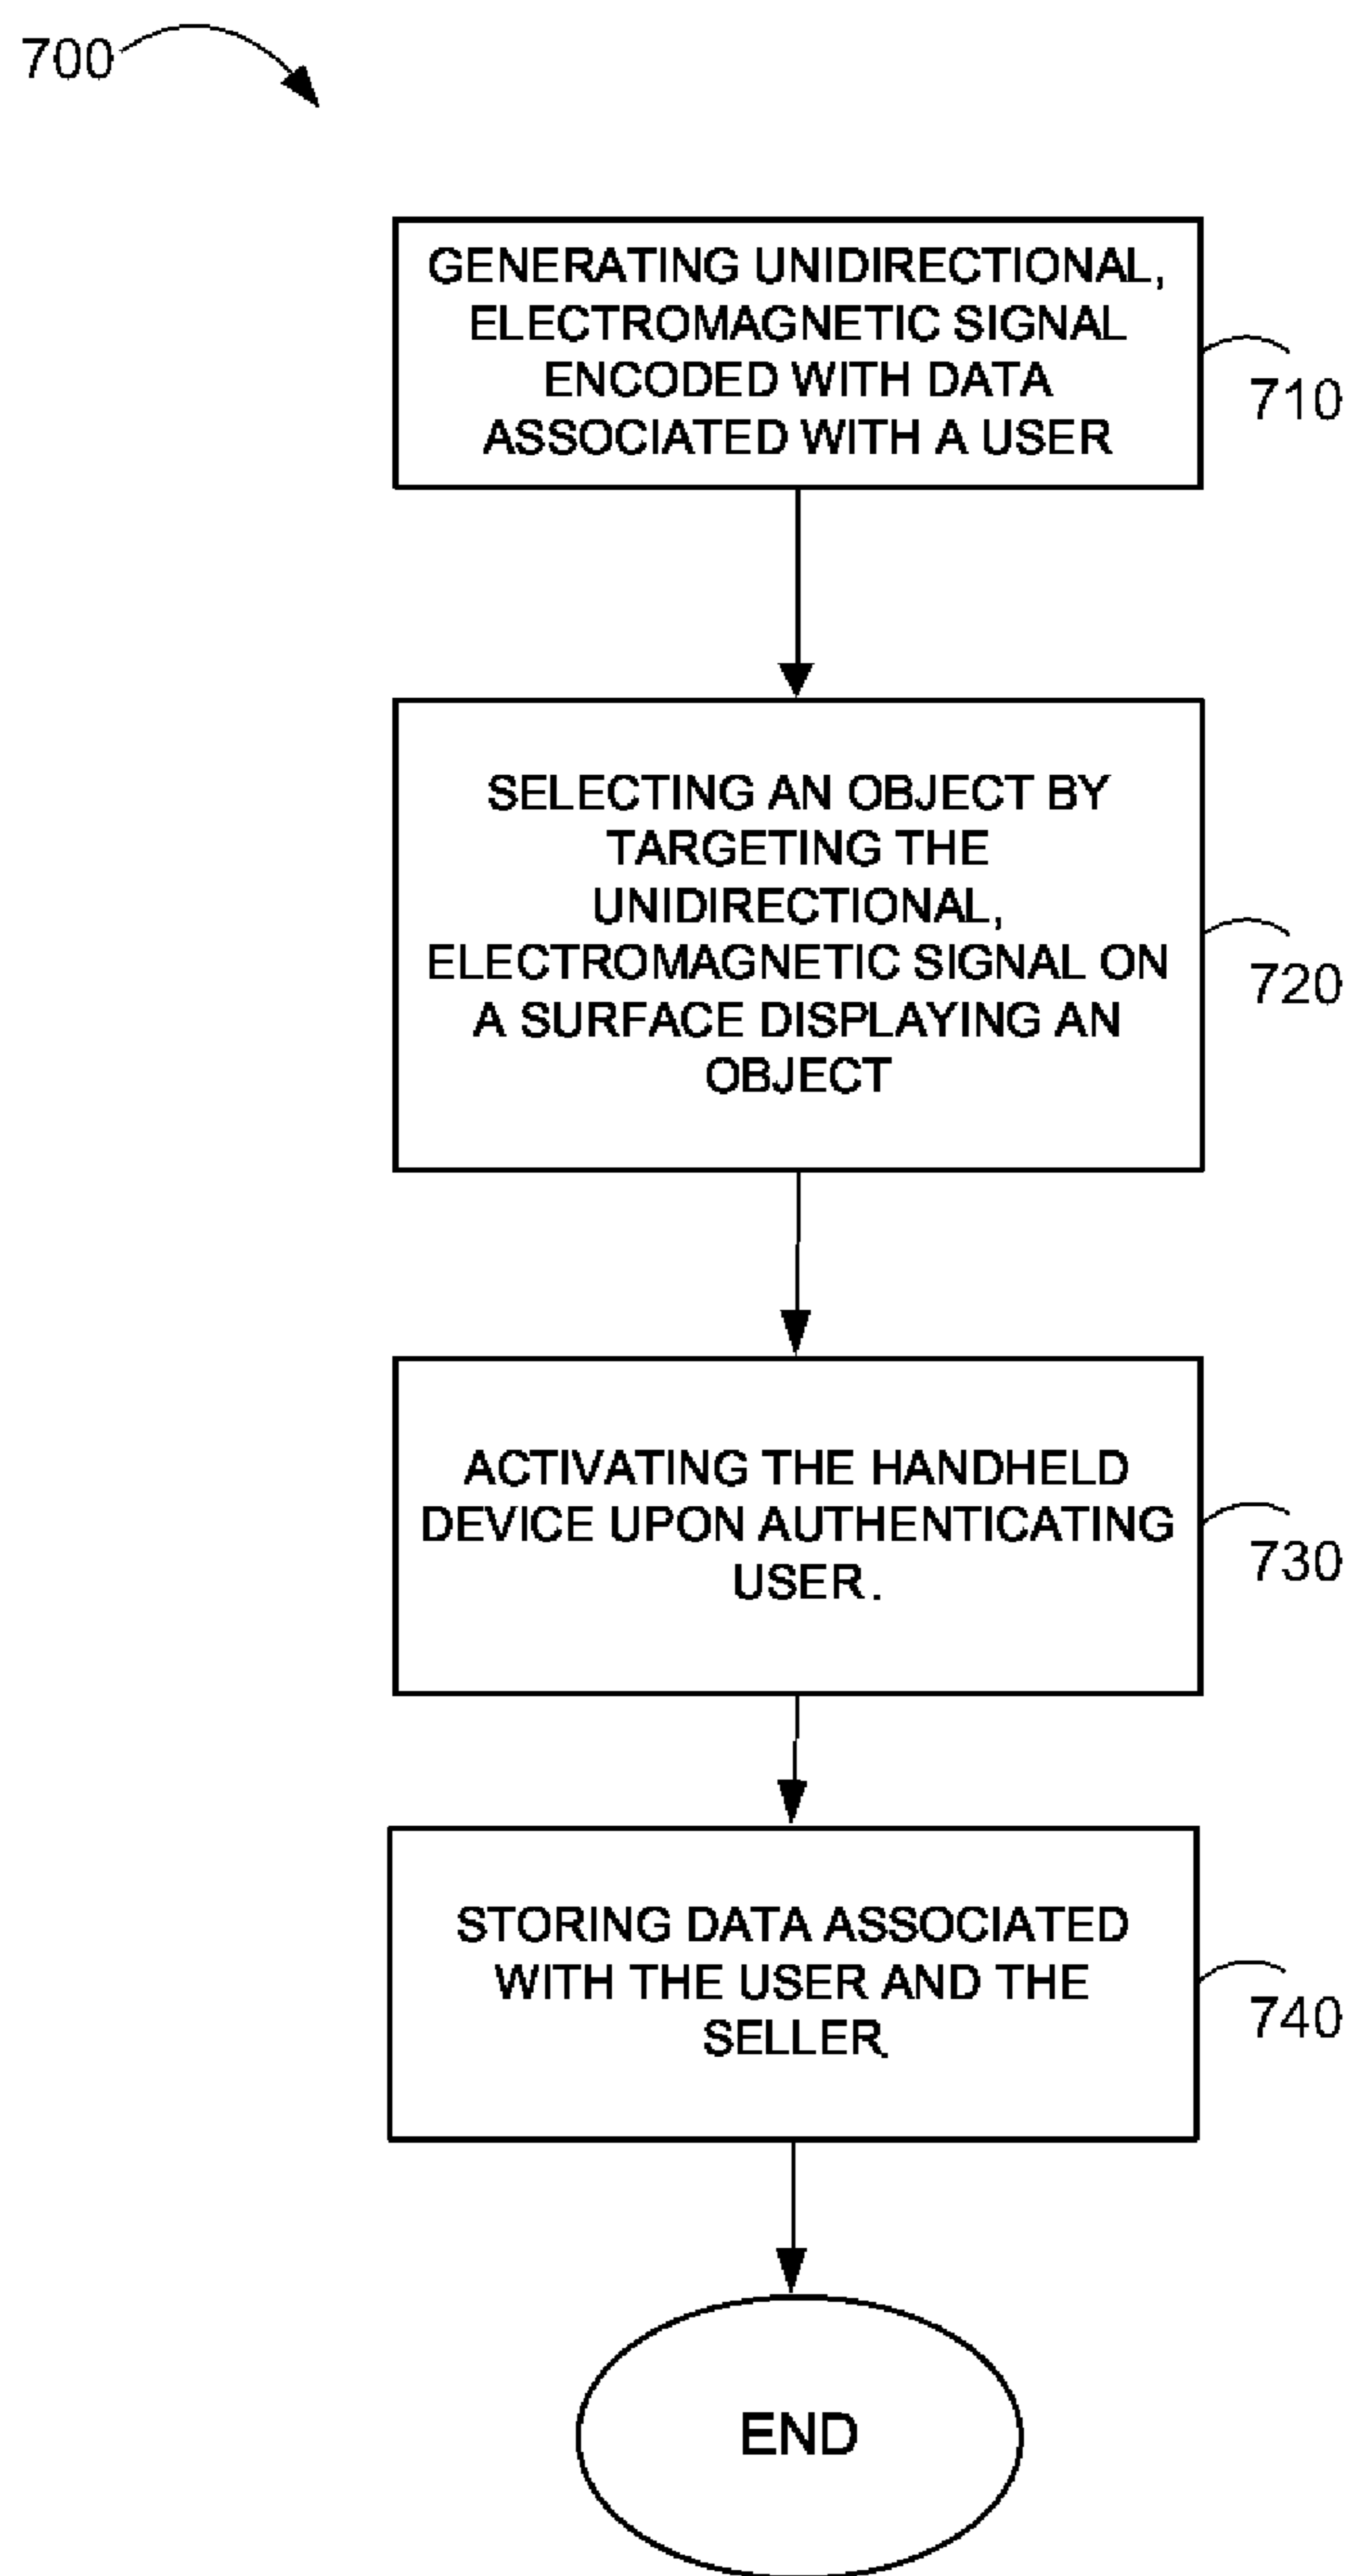 700
GENERATING UNIDIRECTIONAL,
ELECTROMAGNETIC SIGNAL
ENCODED WITH DATA
ASSOCIATED WITH A USER
710
SELECTING AN OBJECT BY
TARGETING THE
UNIDIRECTIONAL,
ELECTROMAGNETIC SIGNAL ON
A SURFACE DISPLAYING AN
OBJECT
720
ACTIVATING THE HANDHELD
DEVICE UPON AUTHENTICATING
USER.
730
STORING DATA ASSOCIATED
WITH THE USER AND THE
SELLER.
740
END